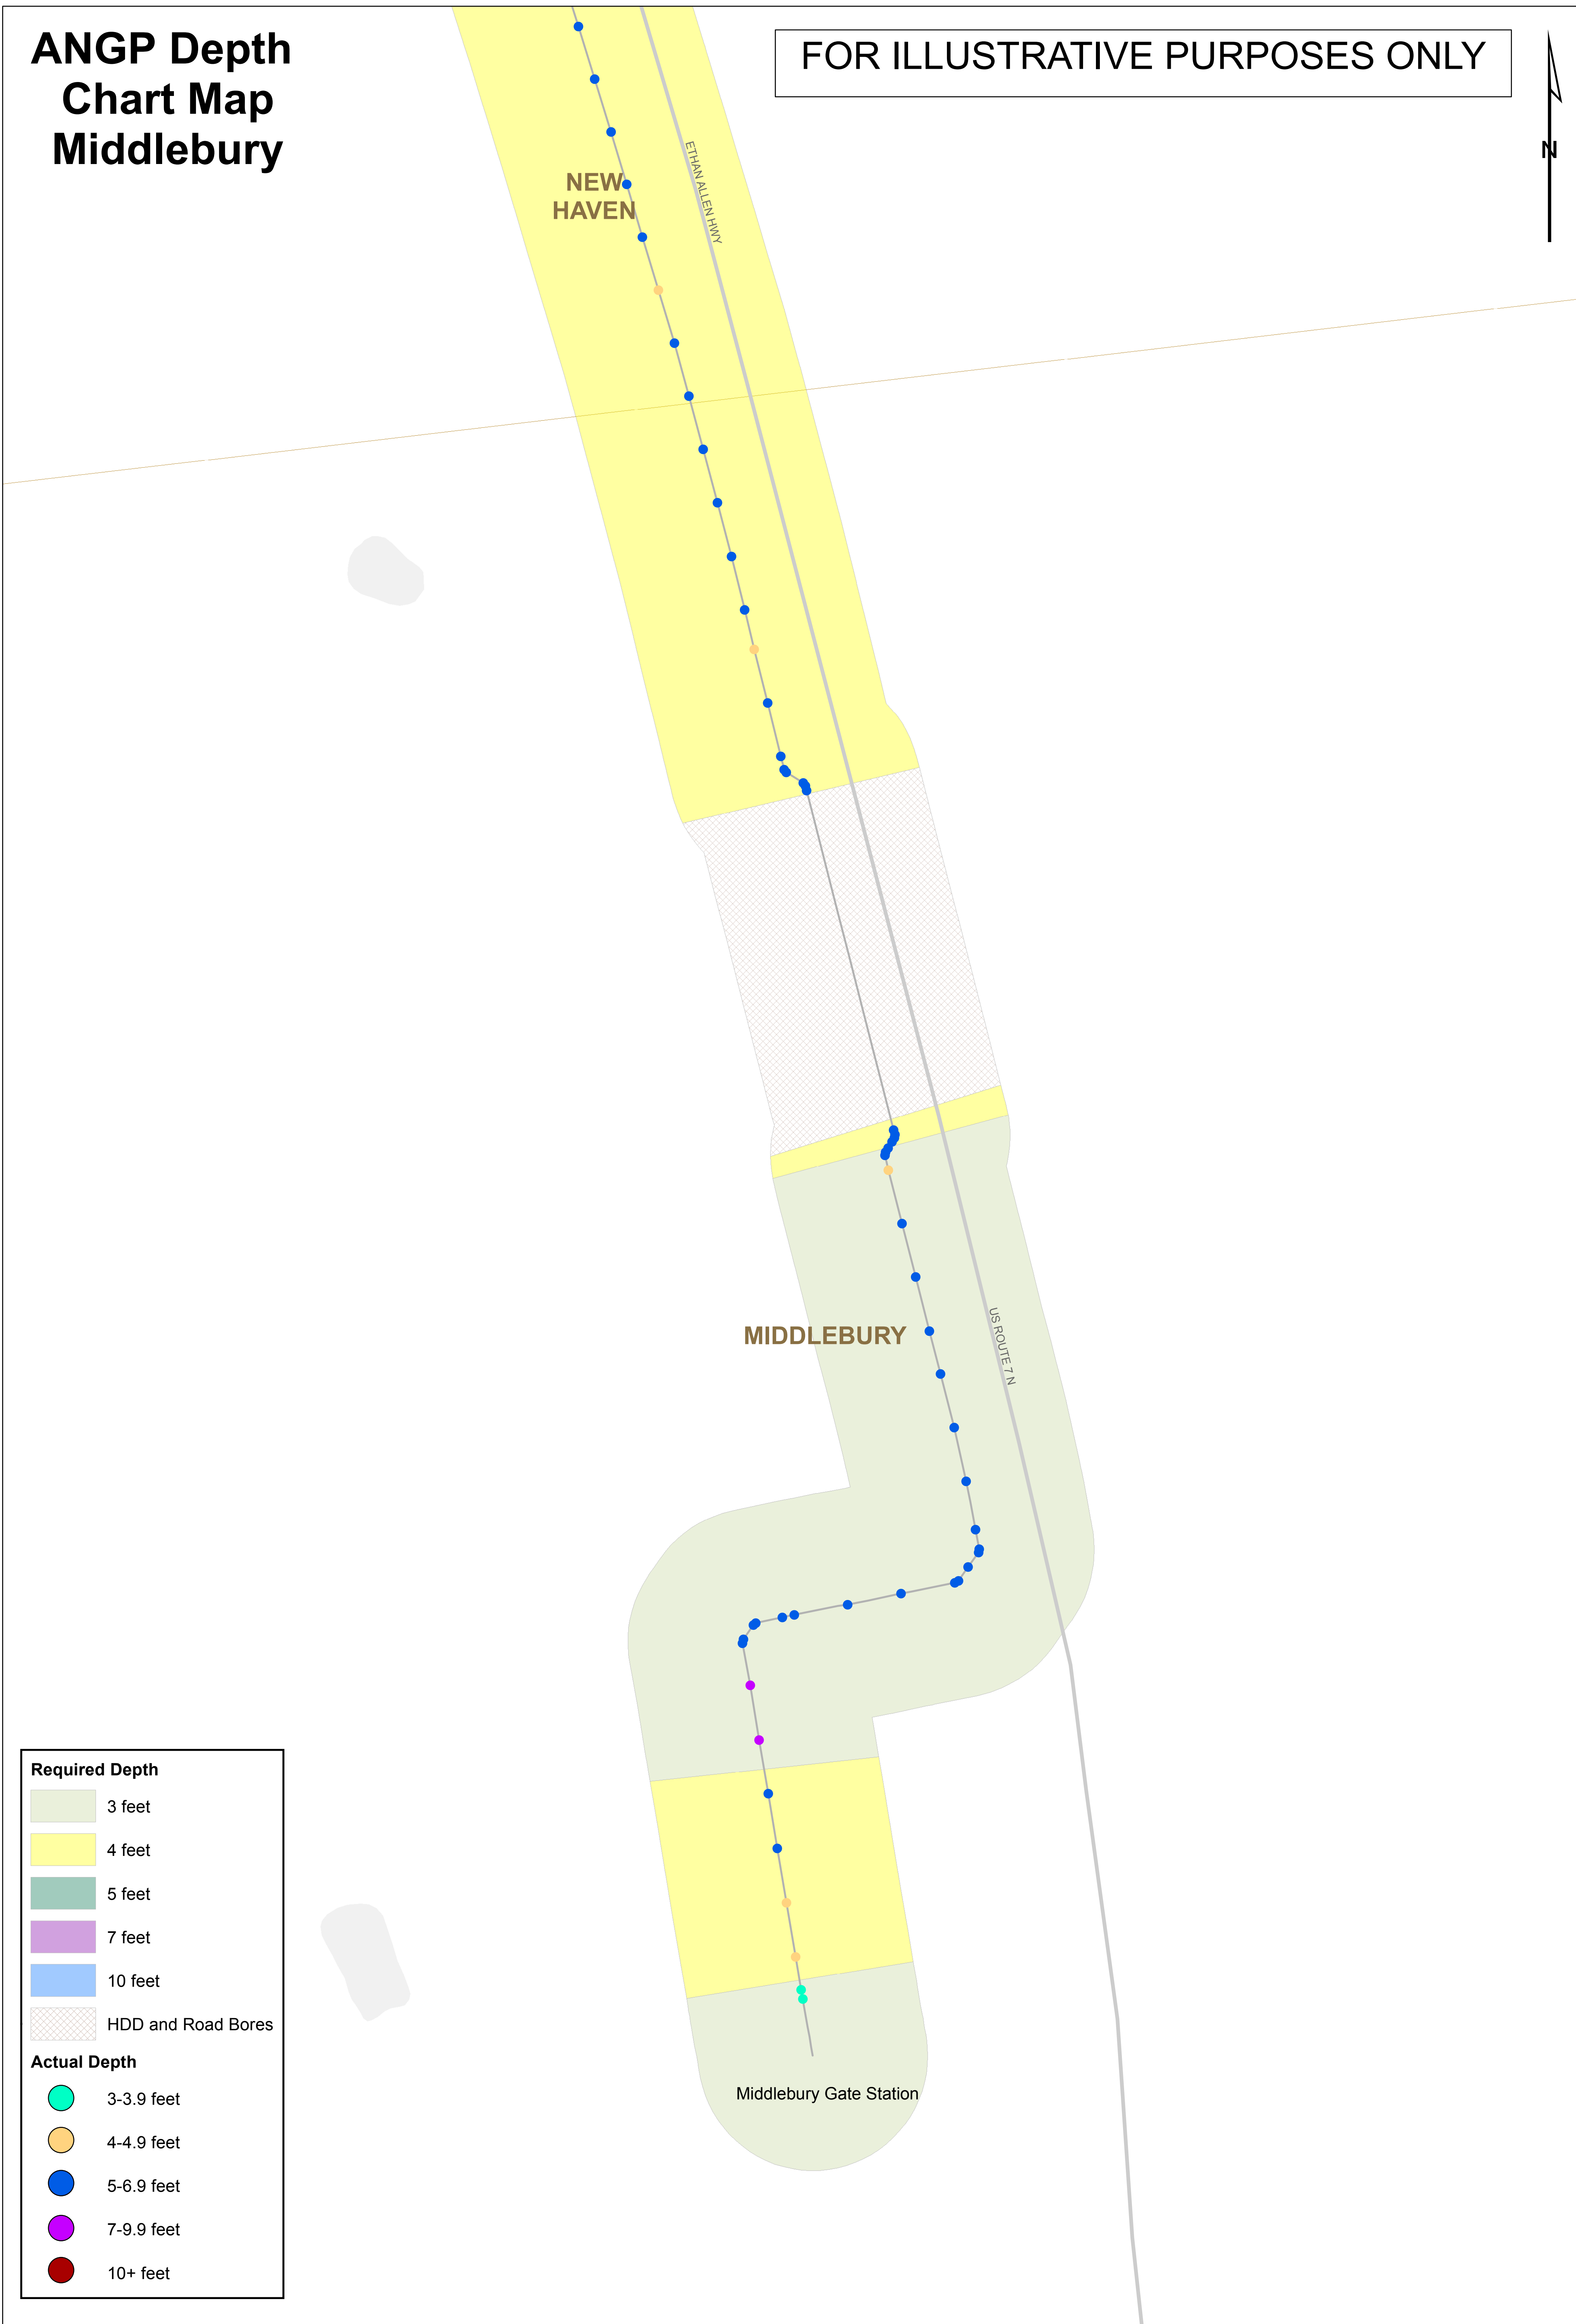 ANGP Depth
Chart Map
Middlebury
FOR ILLUSTRATIVE PURPOSES ONLY
N
NEW
HAVEN
ETHAN ALLEN HWY
MIDDLEBURY
US ROUTE 7 N
Middlebury Gate Station
Required Depth
3 feet
4 feet
5 feet
7 feet
10 feet
HDD and Road Bores
Actual Depth
3-3.9 feet
4-4.9 feet
5-6.9 feet
7-9.9 feet
10+ feet